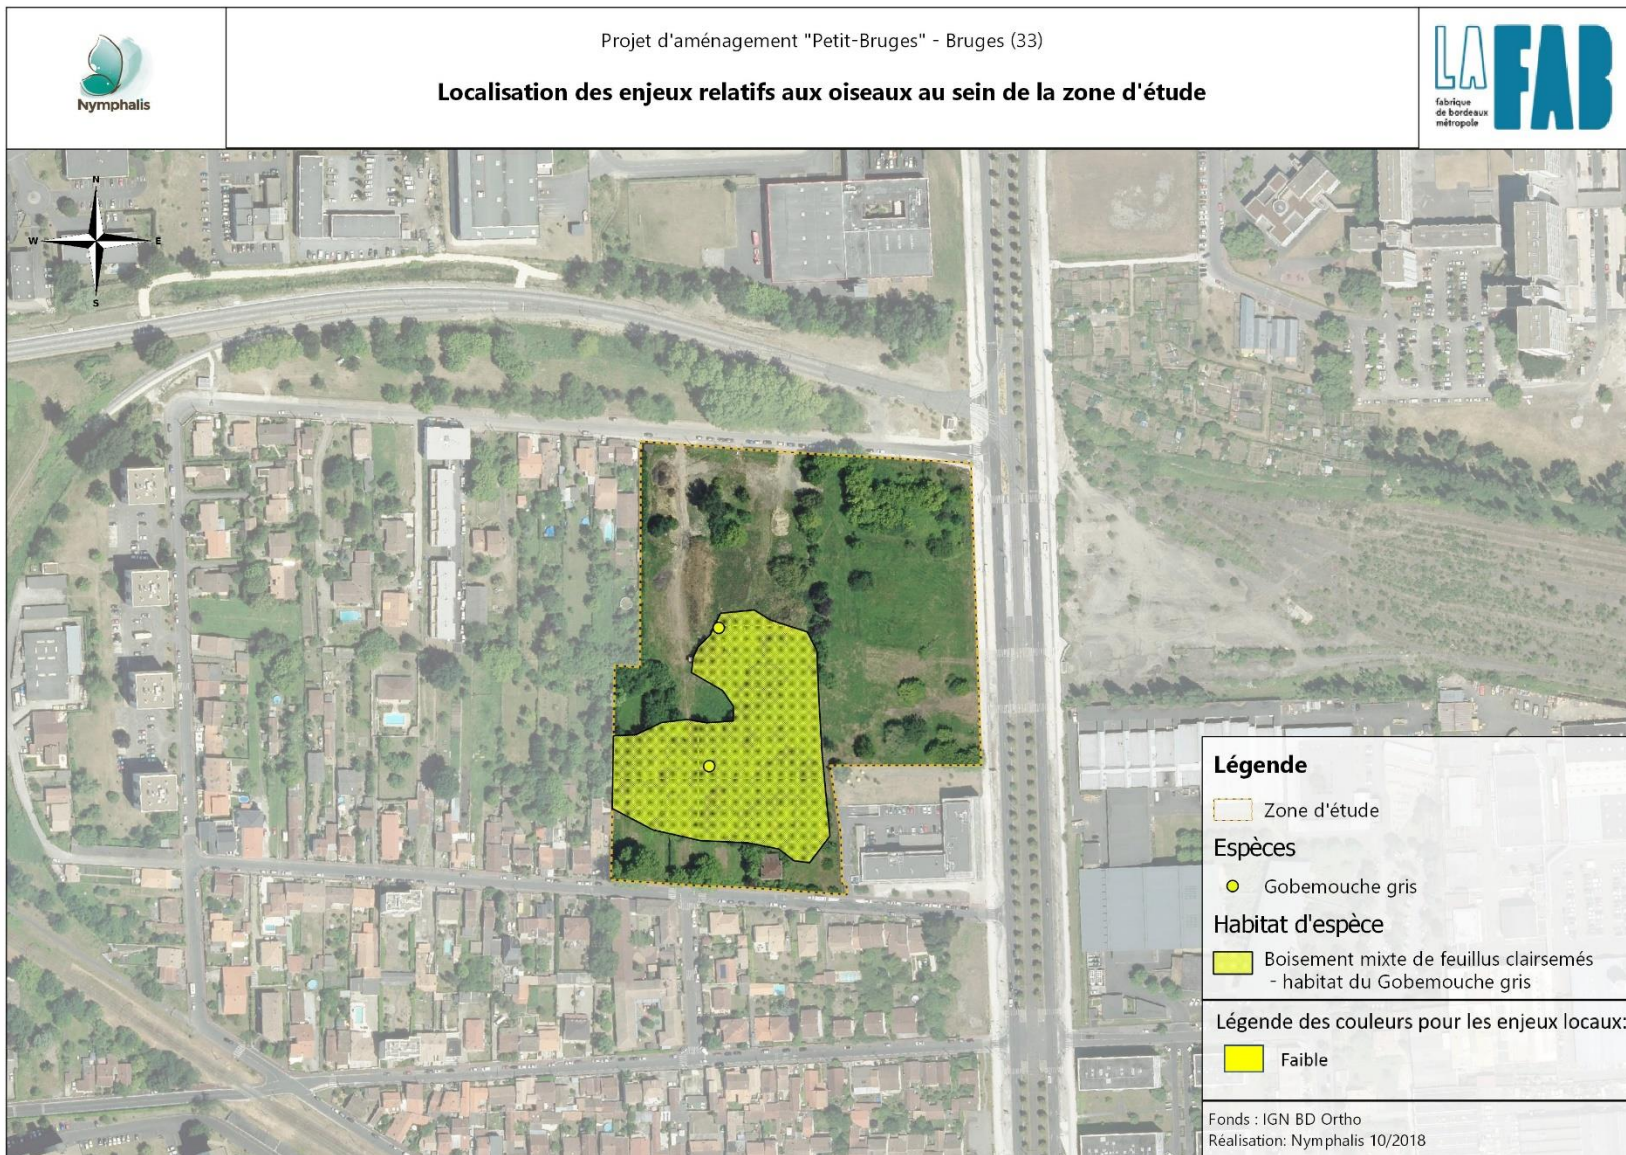 Nymphalis
Projet d'aménagement "Petit-Bruges" - Bruges (33)
Localisation des enjeux relatifs aux oiseaux au sein de la zone d'étude
LA
FAB
fabrique
de bordeaux
métropole
N
W
E
S
Légende
Zone d'étude
Espèces
Gobemouche gris
Habitat d'espèce
Boisement mixte de feuillus clairsemés
- habitat du Gobemouche gris
Légende des couleurs pour les enjeux locaux:
Faible
Fonds : IGN BD Ortho
Réalisation: Nymphalis 10/2018